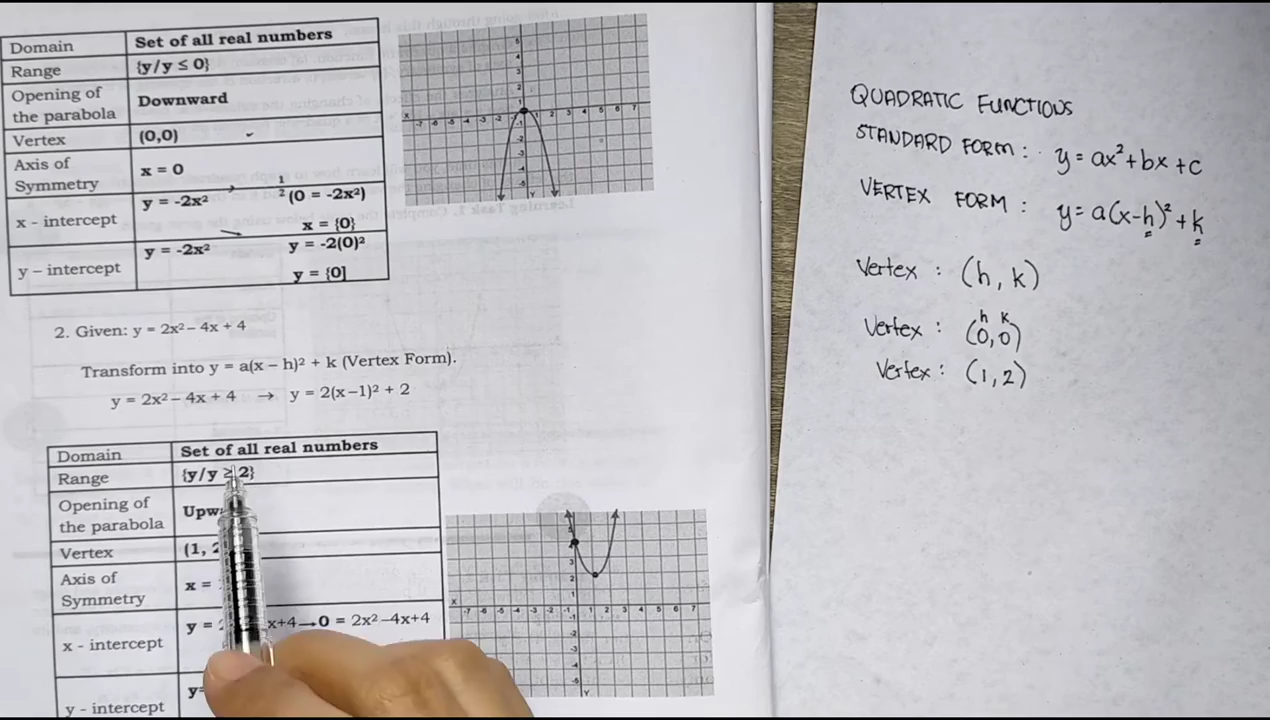 Domain Set of all real numbers
Range {y/y ≤ 0}
Opening of the parabola Downward
Vertex (0,0)
Axis of Symmetry x = 0
x - intercept y = -2x² 1/2 (0 = -2x²)
x = {0}
y – intercept y = -2x² y = -2(0)²
y = {0]
2. Given: y = 2x² – 4x + 4
Transform into y = a(x – h)² + k (Vertex Form).
y = 2x² – 4x + 4 → y = 2(x–1)² + 2
Domain Set of all real numbers
Range {y/y ≥ 2}
Opening of the parabola
Vertex (1, 2
Axis of Symmetry x =
x - intercept y = x+4→0 = 2x² –4x+4
y - intercept y=
QUADRATIC FUNCTIONS
STANDARD FORM : y = ax² + bx + c
VERTEX FORM : y = a(x-h)² + k
Vertex : (h, k)
h k
Vertex : (0,0)
Vertex : (1,2)